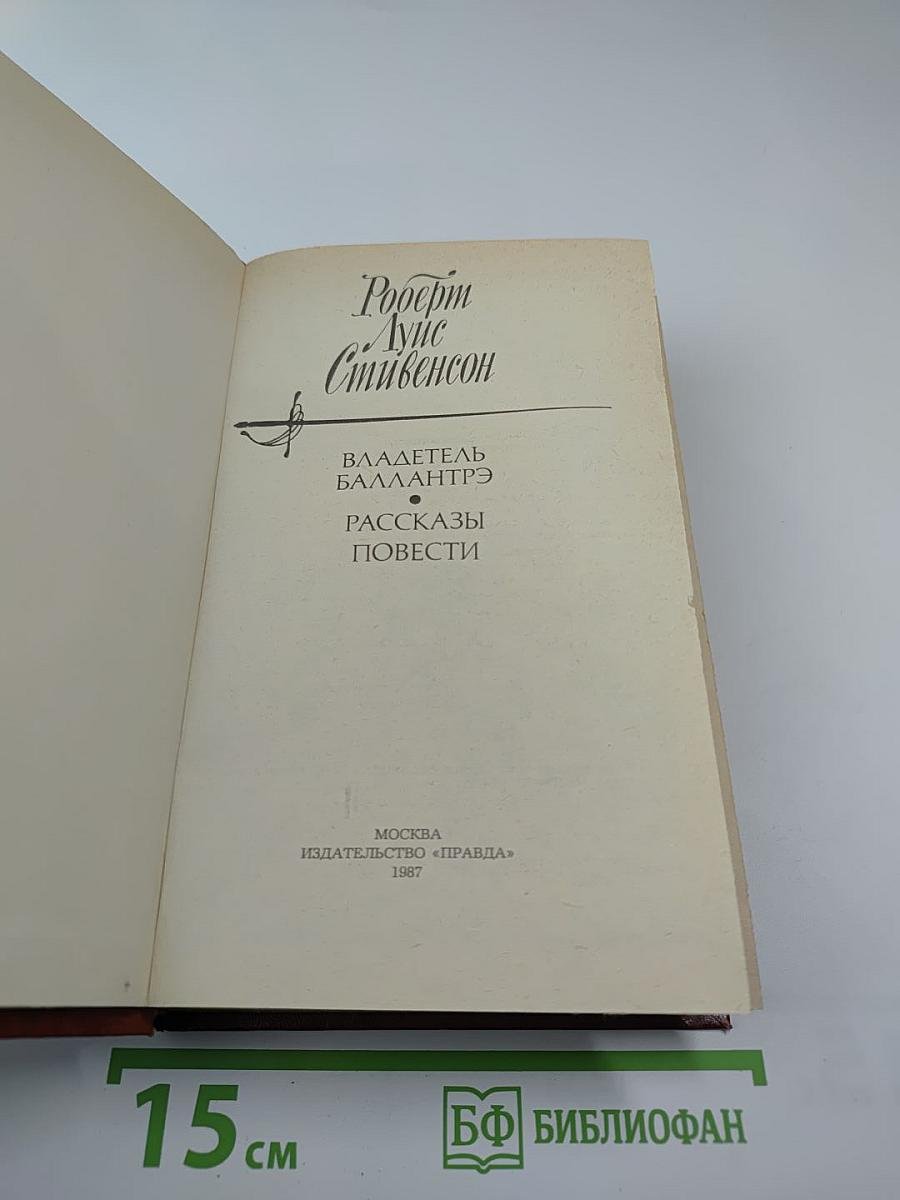 Роберт
Луис
Стивенсон
ВЛАДЕТЕЛЬ
БАЛЛАНТРЭ
•
РАССКАЗЫ
ПОВЕСТИ
МОСКВА
ИЗДАТЕЛЬСТВО «ПРАВДА»
1987
15 см
БФ БИБЛИОФАН